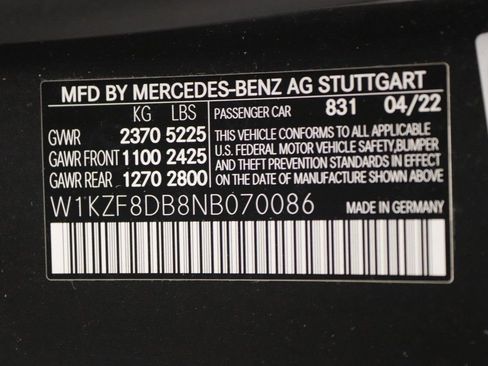 MFD BY MERCEDES-BENZ AG STUTTGART
KG LBS PASSENGER CAR 831 04/22
GVWR 2370 5225
GAWR FRONT 1100 2425
GAWR REAR 1270 2800
THIS VEHICLE CONFORMS TO ALL APPLICABLE
U.S. FEDERAL MOTOR VEHICLE SAFETY,BUMPER
AND THEFT PREVENTION STANDARDS IN EFFECT
ON THE DATE OF MANUFACTURE SHOWN ABOVE
W1KZF8DB8NB070086 MADE IN GERMANY